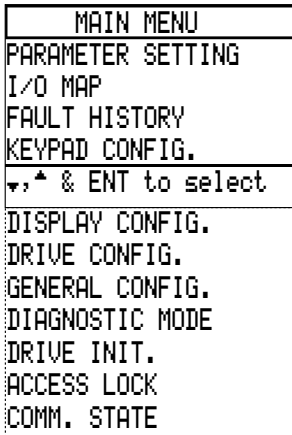 MAIN MENU
PARAMETER SETTING
I/O MAP
FAULT HISTORY
KEYPAD CONFIG.
▼,▲ & ENT to select
DISPLAY CONFIG.
DRIVE CONFIG.
GENERAL CONFIG.
DIAGNOSTIC MODE
DRIVE INIT.
ACCESS LOCK
COMM. STATE